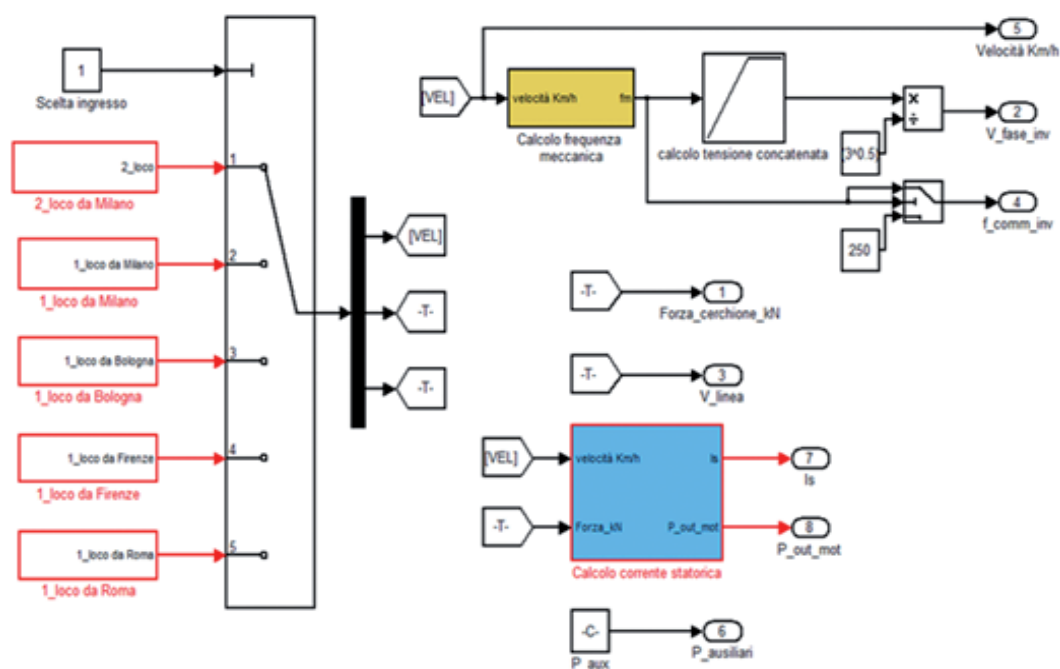 1
Scelta ingresso
2_loco
2_loco da Milano
1_loco da Milano
1_loco da Milano
1_loco da Bologna
1_loco da Bologna
1_loco da Firenze
1_loco da Firenze
1_loco da Roma
1_loco da Roma
1
2
3
4
5
[VEL]
-T-
-T-
[VEL]
velocità Km/h
fm
Calcolo frequenza
meccanica
calcolo tensione concatenata
(3^0.5)
×
÷
250
5
Velocità Km/h
2
V_fase_inv
4
f_comm_inv
-T-
1
Forza_cerchione_kN
-T-
3
V_linea
[VEL]
-T-
velocità Km/h
Is
Forza_kN
P_out_mot
Calcolo corrente statorica
7
Is
8
P_out_mot
-C-
P_aux
6
P_ausiliari